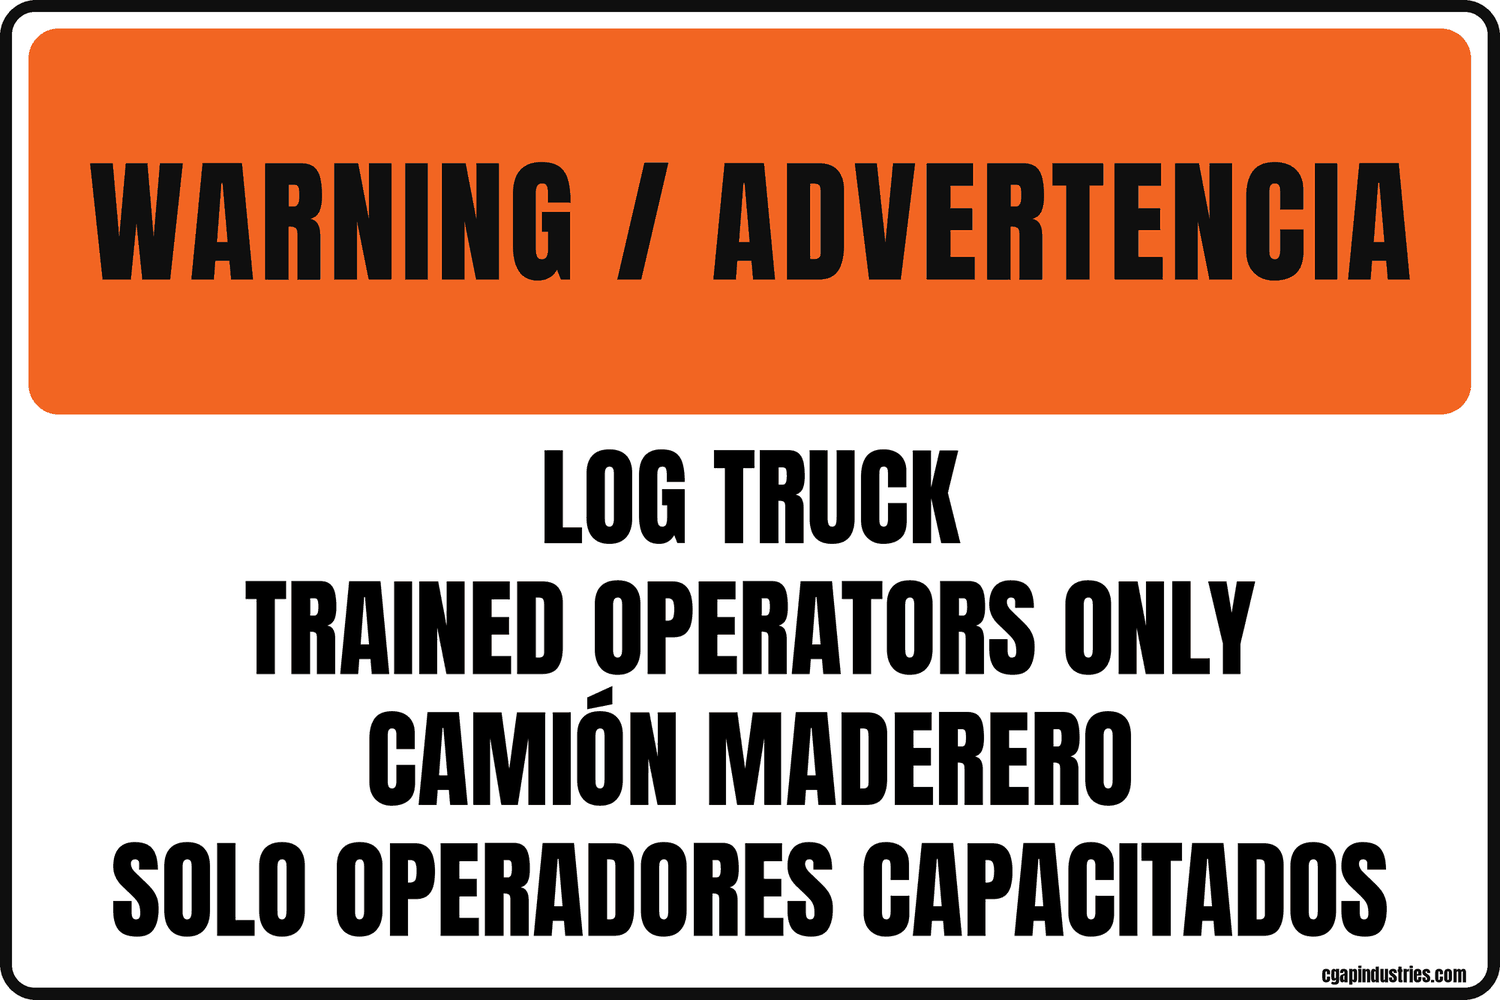 WARNING / ADVERTENCIA
LOG TRUCK
TRAINED OPERATORS ONLY
CAMIÓN MADERERO
SOLO OPERADORES CAPACITADOS
cgapindustries.com